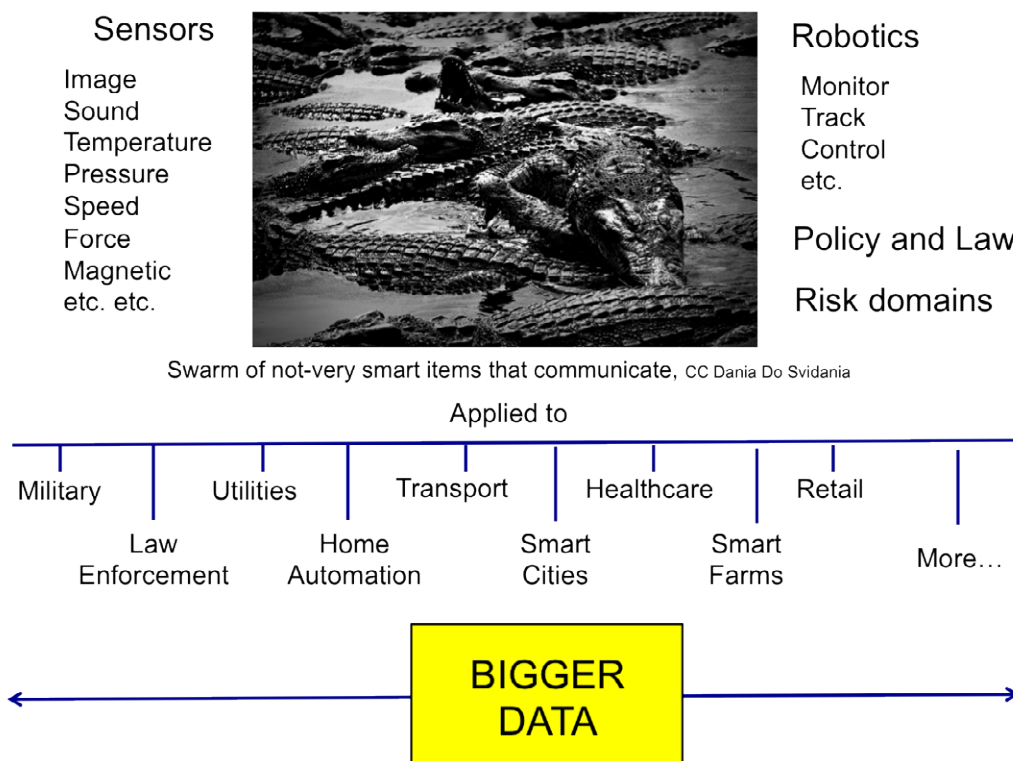 Sensors
Image
Sound
Temperature
Pressure
Speed
Force
Magnetic
etc. etc.
Robotics
Monitor
Track
Control
etc.
Policy and Law
Risk domains
Swarm of not-very smart items that communicate, CC Dania Do Svidania
Applied to
Military
Utilities
Transport
Healthcare
Retail
Law
Enforcement
Home
Automation
Smart
Cities
Smart
Farms
More…
BIGGER
DATA